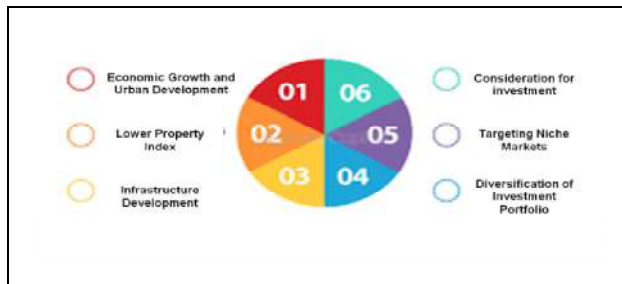 Economic Growth and
Urban Development
Lower Property
Index
Infrastructure
Development
01
02
03
04
05
06
Consideration for
investment
Targeting Niche
Markets
Diversification of
Investment
Portfolio